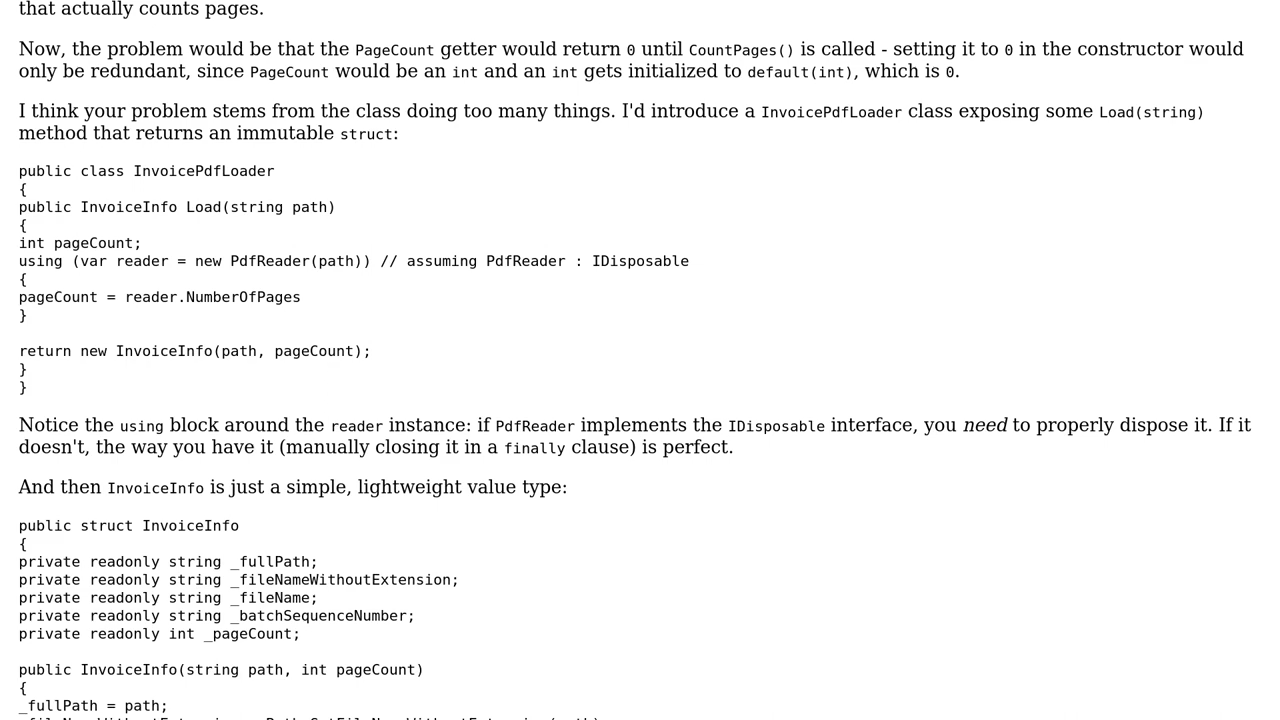 that actually counts pages.
Now, the problem would be that the PageCount getter would return 0 until CountPages() is called - setting it to 0 in the constructor would
only be redundant, since PageCount would be an int and an int gets initialized to default(int), which is 0.
I think your problem stems from the class doing too many things. I'd introduce a InvoicePdfLoader class exposing some Load(string)
method that returns an immutable struct:
public class InvoicePdfLoader
{
public InvoiceInfo Load(string path)
{
int pageCount;
using (var reader = new PdfReader(path)) // assuming PdfReader : IDisposable
{
pageCount = reader.NumberOfPages
}
return new InvoiceInfo(path, pageCount);
}
}
Notice the using block around the reader instance: if PdfReader implements the IDisposable interface, you need to properly dispose it. If it
doesn't, the way you have it (manually closing it in a finally clause) is perfect.
And then InvoiceInfo is just a simple, lightweight value type:
public struct InvoiceInfo
{
private readonly string _fullPath;
private readonly string _fileNameWithoutExtension;
private readonly string _fileName;
private readonly string _batchSequenceNumber;
private readonly int _pageCount;
public InvoiceInfo(string path, int pageCount)
{
_fullPath = path;